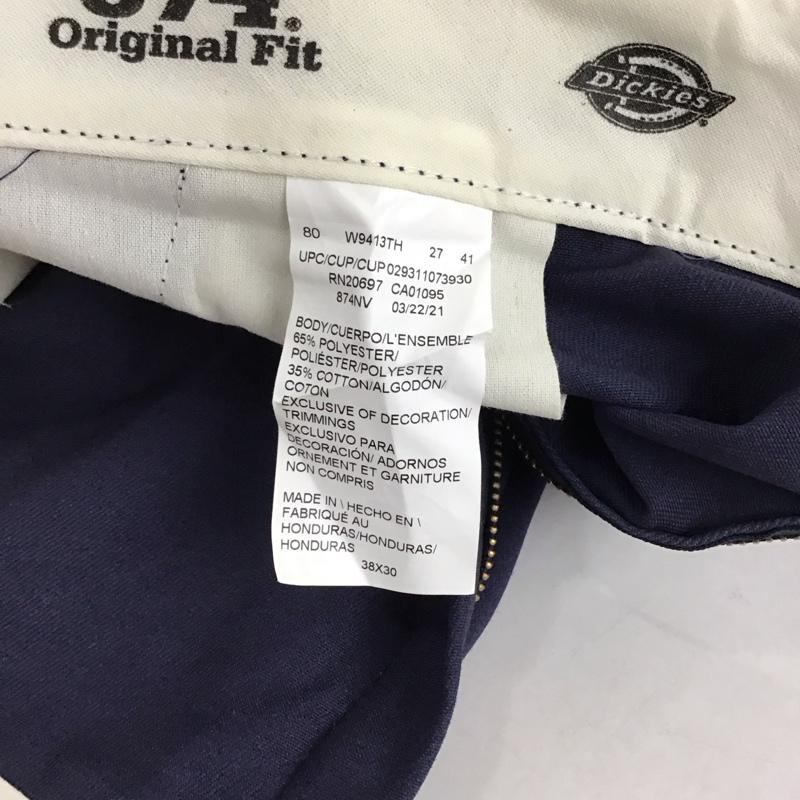 874®
Original Fit
Dickies®
80 W9413TH 27 41
UPC/CUP/CUP029311073930
RN20697 CA01095
874NV 03/22/21
BODY/CUERPO/L'ENSEMBLE
65% POLYESTER/
POLIÉSTER/POLYESTER
35% COTTON/ALGODÓN/
COTON
EXCLUSIVE OF DECORATION/
TRIMMINGS
EXCLUSIVO PARA
DECORACIÓN/ ADORNOS
ORNEMENT ET GARNITURE
NON COMPRIS
MADE IN \ HECHO EN \
FABRIQUÉ AU
HONDURAS/HONDURAS/
HONDURAS
38X30